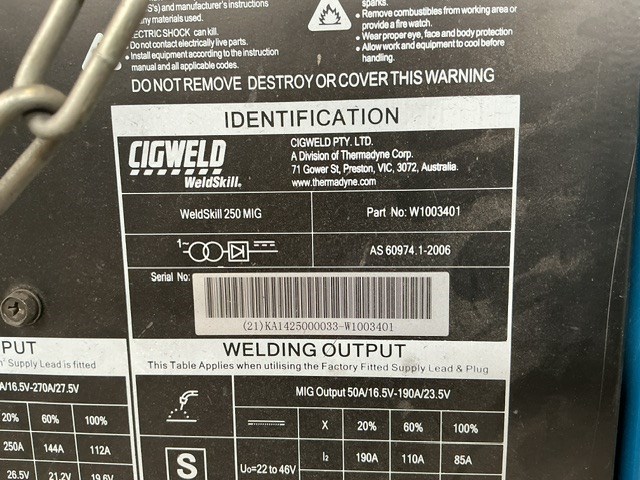 S's) and manufacturer's instructions
sparks.
• Remove combustibles from working area or
provide a fire watch.
ELECTRIC SHOCK can kill.
• Do not contact electrically live parts.
• Install equipment according to the instruction
manual and all applicable codes.
• Wear proper eye, face and body protection
• Allow work and equipment to cool before
handling.
DO NOT REMOVE DESTROY OR COVER THIS WARNING
IDENTIFICATION
CIGWELD
WeldSkill.
CIGWELD PTY. LTD.
A Division of Thermadyne Corp.
71 Gower St, Preston, VIC, 3072, Australia.
www.thermadyne.com
WeldSkill 250 MIG
Part No: W1003401
1
AS 60974.1-2006
Serial No:
(21)KA1425000033-W1003401
PUT
n' Supply Lead is fitted
A/16.5V-270A/27.5V
20% 60% 100%
250A 144A 112A
26.5V 21.2V 19.6V
WELDING OUTPUT
This Table Applies when utilising the Factory Fitted Supply Lead & Plug
MIG Output 50A/16.5V-190A/23.5V
X 20% 60% 100%
S
U₀=22 to 46V
I₂ 190A 110A 85A